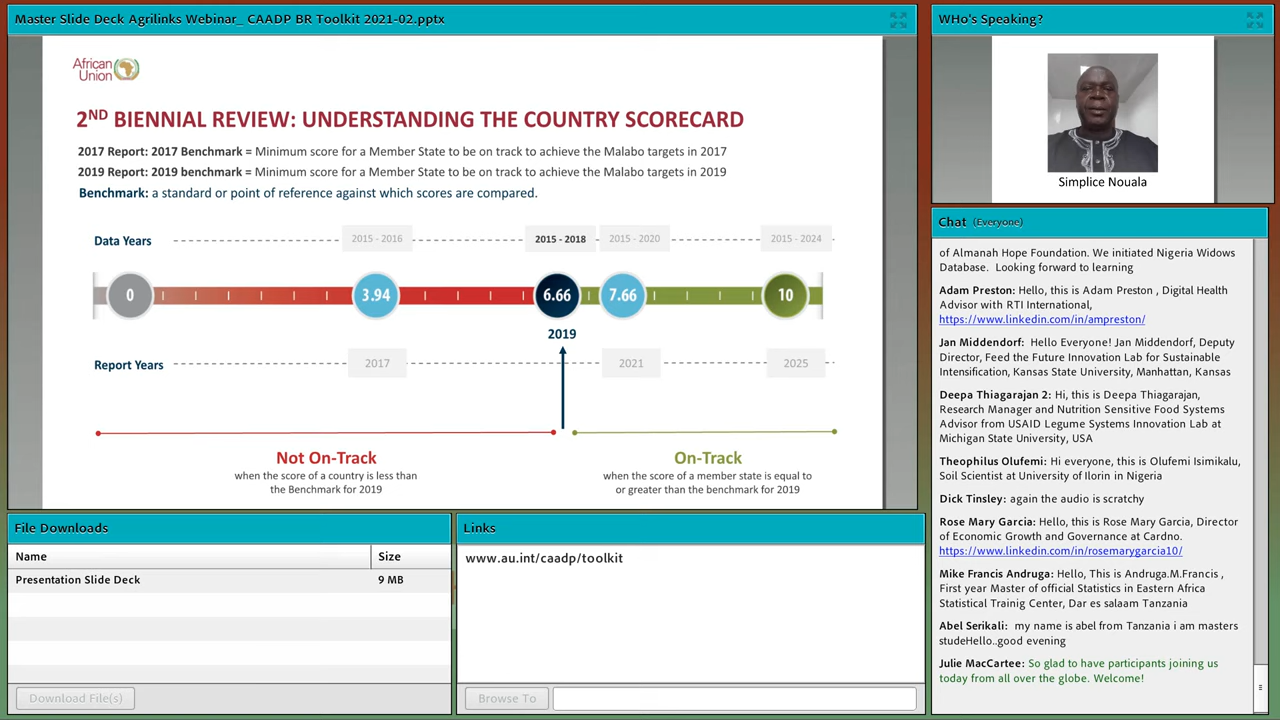 Master Slide Deck Agrilinks Webinar_ CAADP BR Toolkit 2021-02.pptx
African
Union
2ND BIENNIAL REVIEW: UNDERSTANDING THE COUNTRY SCORECARD
2017 Report: 2017 Benchmark = Minimum score for a Member State to be on track to achieve the Malabo targets in 2017
2019 Report: 2019 benchmark = Minimum score for a Member State to be on track to achieve the Malabo targets in 2019
Benchmark: a standard or point of reference against which scores are compared.
Data Years
2015 - 2016
2015 - 2018
2015 - 2020
2015 - 2024
0
3.94
6.66
7.66
10
2019
Report Years
2017
2021
2025
Not On-Track
when the score of a country is less than
the Benchmark for 2019
On-Track
when the score of a member state is equal to
or greater than the benchmark for 2019
File Downloads
Name
Size
Presentation Slide Deck
9 MB
Download File(s)
Links
www.au.int/caadp/toolkit
Browse To
WHo's Speaking?
Simplice Nouala
Chat (Everyone)
of Almanah Hope Foundation. We initiated Nigeria Widows
Database. Looking forward to learning
Adam Preston: Hello, this is Adam Preston , Digital Health
Advisor with RTI International,
https://www.linkedin.com/in/ampreston/
Jan Middendorf: Hello Everyone! Jan Middendorf, Deputy
Director, Feed the Future Innovation Lab for Sustainable
Intensification, Kansas State University, Manhattan, Kansas
Deepa Thiagarajan 2: Hi, this is Deepa Thiagarajan,
Research Manager and Nutrition Sensitive Food Systems
Advisor from USAID Legume Systems Innovation Lab at
Michigan State University, USA
Theophilus Olufemi: Hi everyone, this is Olufemi Isimikalu,
Soil Scientist at University of Ilorin in Nigeria
Dick Tinsley: again the audio is scratchy
Rose Mary Garcia: Hello, this is Rose Mary Garcia, Director
of Economic Growth and Governance at Cardno.
https://www.linkedin.com/in/rosemarygarcia10/
Mike Francis Andruga: Hello, This is Andruga.M.Francis ,
First year Master of official Statistics in Eastern Africa
Statistical Trainig Center, Dar es salaam Tanzania
Abel Serikali: my name is abel from Tanzania i am masters
studeHello..good evening
Julie MacCartee: So glad to have participants joining us
today from all over the globe. Welcome!